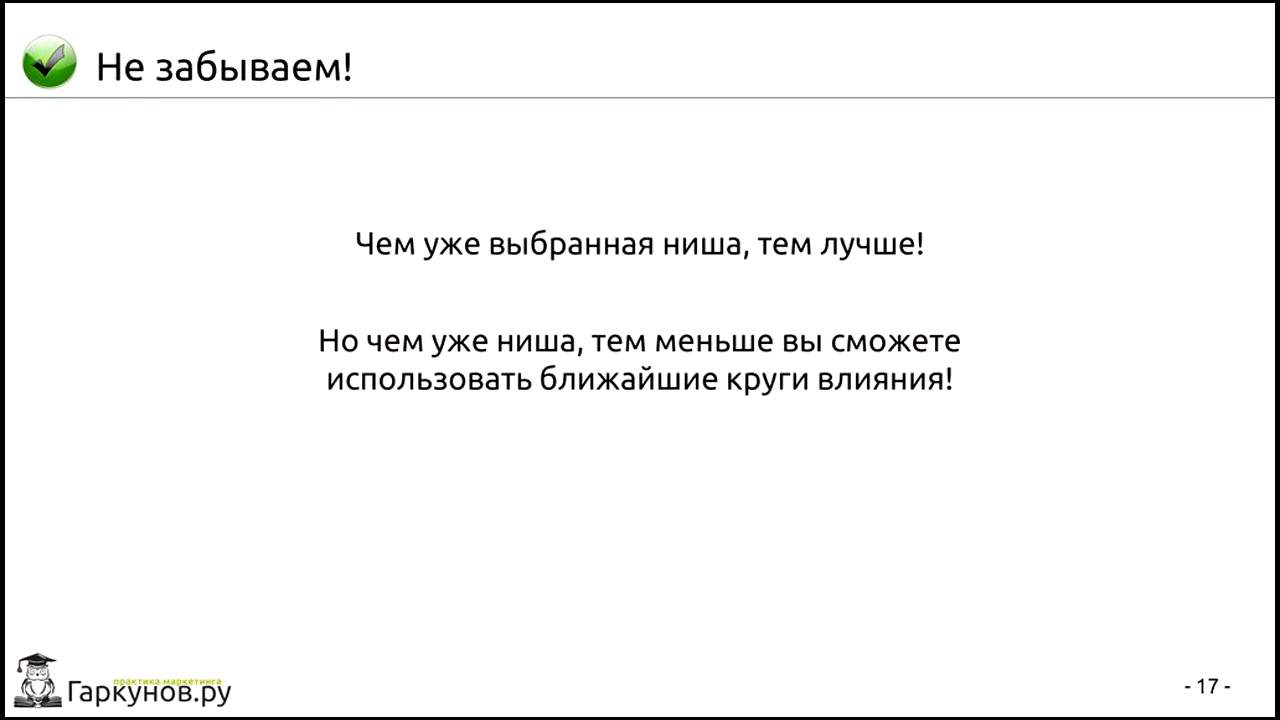 Не забываем!
Чем уже выбранная ниша, тем лучше!
Но чем уже ниша, тем меньше вы сможете
использовать ближайшие круги влияния!
практика маркетинга
Гаркунов.ру
- 17 -